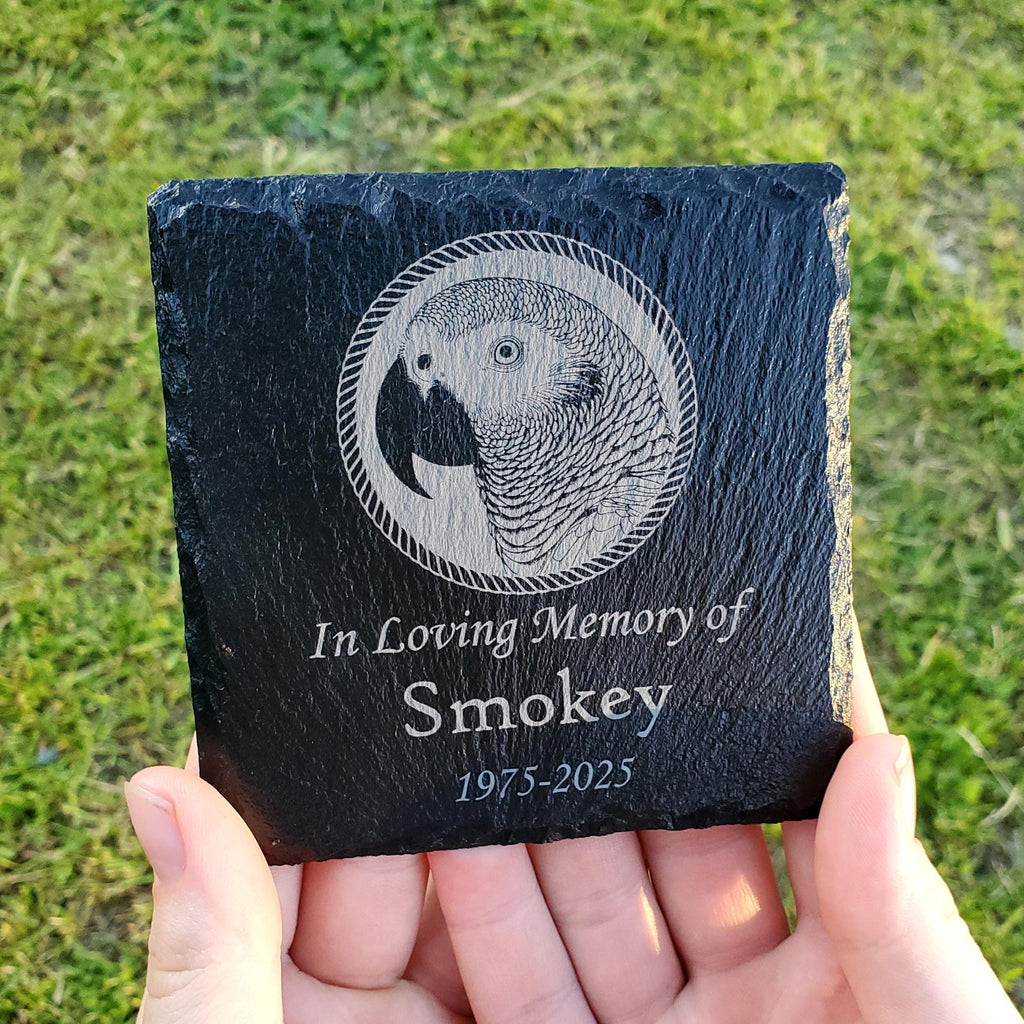 In Loving Memory of
Smokey
1975-2025